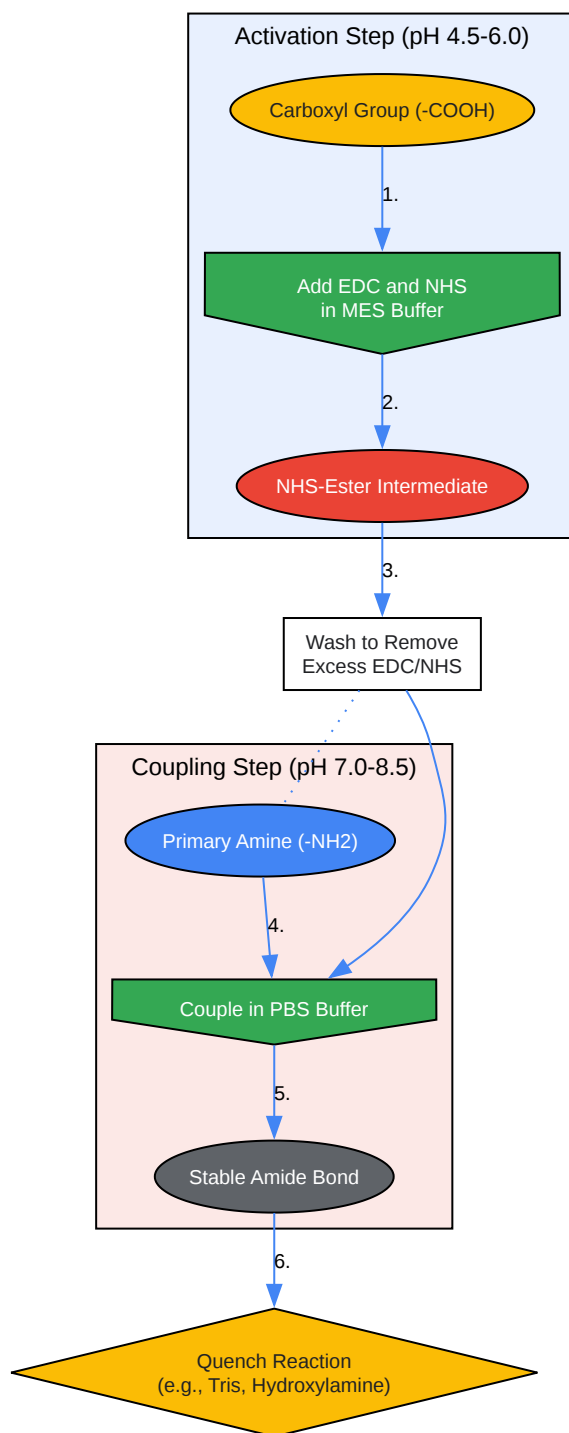 Activation Step (pH 4.5-6.0)
Carboxyl Group (-COOH)
1.
Add EDC and NHS
in MES Buffer
2.
NHS-Ester Intermediate
3.
Wash to Remove
Excess EDC/NHS
Coupling Step (pH 7.0-8.5)
Primary Amine (-NH2)
4.
Couple in PBS Buffer
5.
Stable Amide Bond
6.
Quench Reaction
(e.g., Tris, Hydroxylamine)